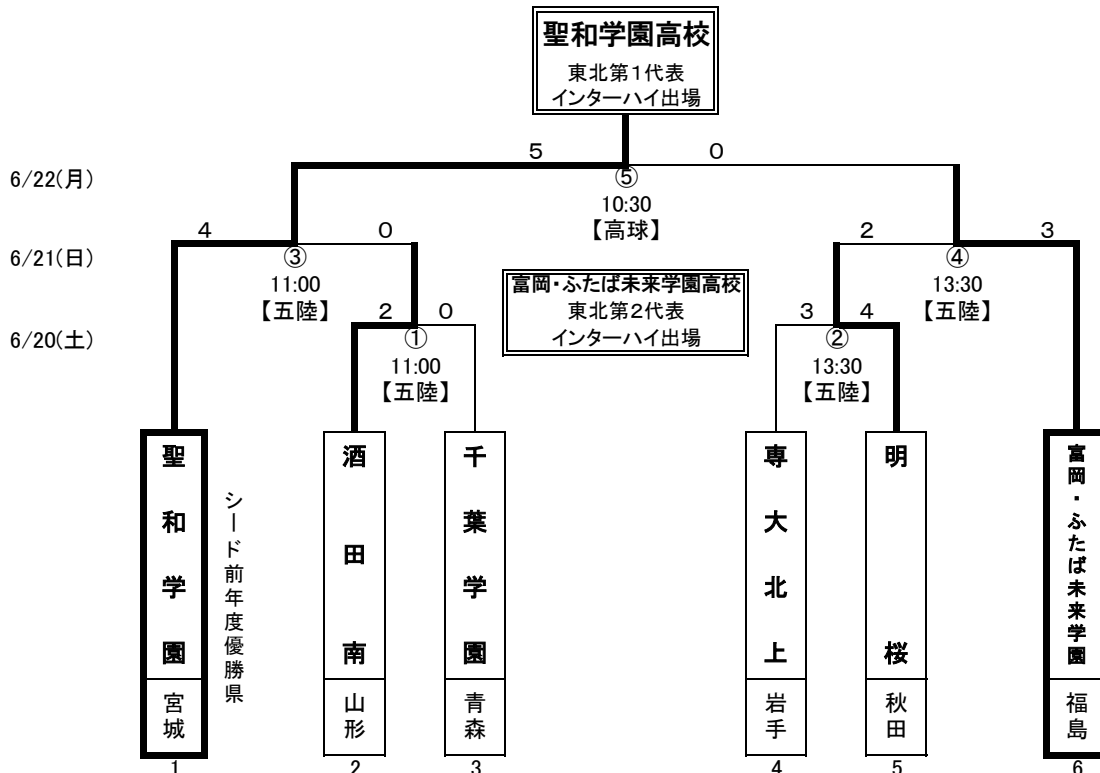 聖和学園高校
東北第1代表
インターハイ出場
5
0
6/22(月)
⑤
10:30
【高球】
4
0
2
3
6/21(日)
③
11:00
【五陸】
④
13:30
【五陸】
富岡・ふたば未来学園高校
東北第2代表
インターハイ出場
2
0
3
4
6/20(土)
①
11:00
【五陸】
②
13:30
【五陸】
聖和学園
シード前年度優勝県
酒田南
千葉学園
専大北上
明桜
富岡・ふたば未来学園
宮城
山形
青森
岩手
秋田
福島
1
2
3
4
5
6